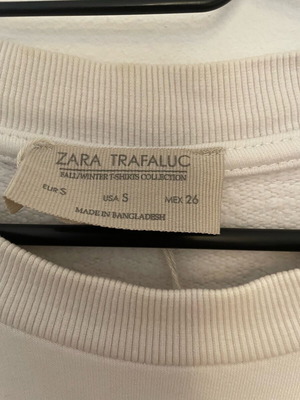 ZARA TRAFALUC
FALL/WINTER T-SHIRTS COLLECTION
EUR S USA S MEX 26
MADE IN BANGLADESH